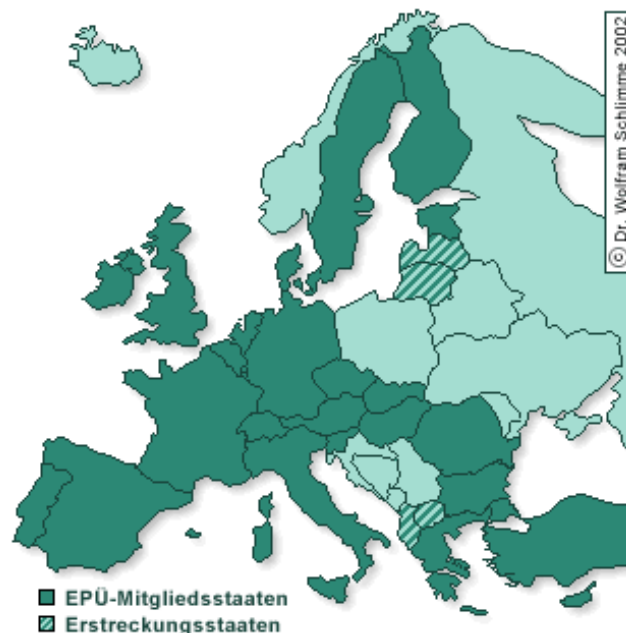 © Dr. Wolfram Schlimme 2002
EPÜ-Mitgliedsstaaten
Erstreckungsstaaten